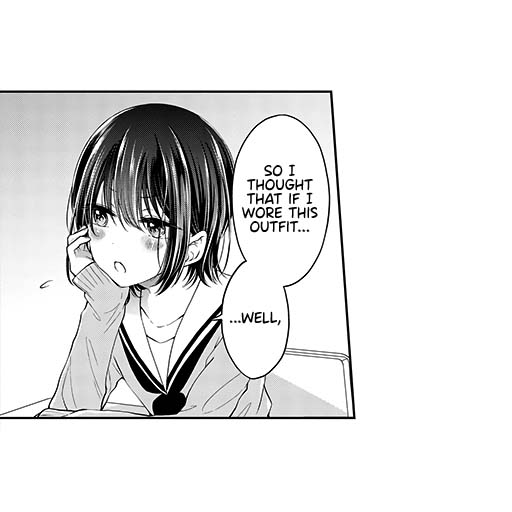 SO I
THOUGHT
THAT IF I
WORE THIS
OUTFIT...
...WELL,